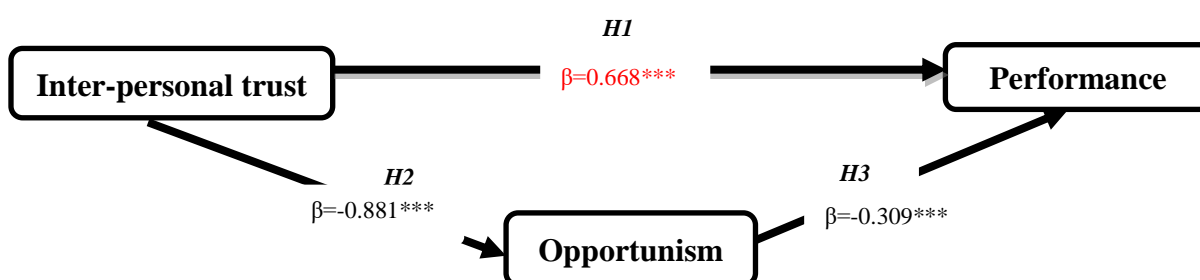 H1
Inter-personal trust
β=0.668***
Performance
H2
β=-0.881***
H3
β=-0.309***
Opportunism